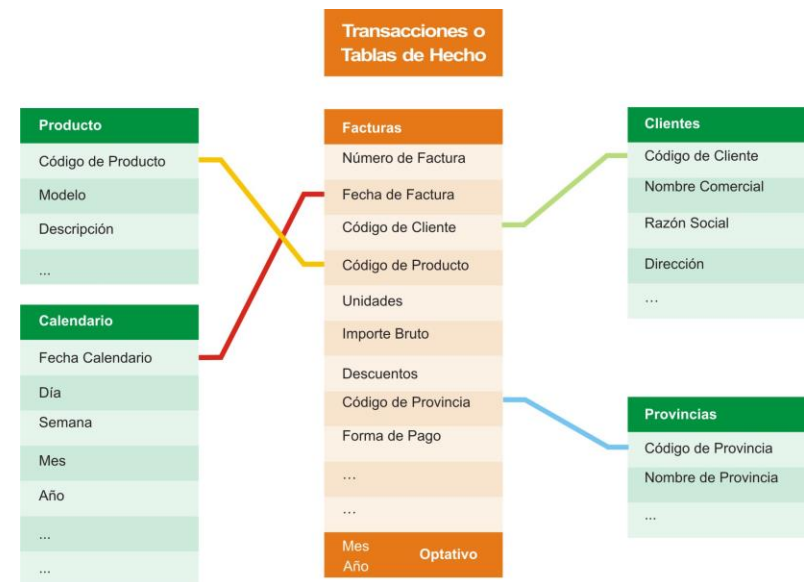 Transacciones o
Tablas de Hecho
Producto
Código de Producto
Modelo
Descripción
...
Calendario
Fecha Calendario
Día
Semana
Mes
Año
...
...
Facturas
Número de Factura
Fecha de Factura
Código de Cliente
Código de Producto
Unidades
Importe Bruto
Descuentos
Código de Provincia
Forma de Pago
...
...
Mes
Año
Optativo
Clientes
Código de Cliente
Nombre Comercial
Razón Social
Dirección
...
Provincias
Código de Provincia
Nombre de Provincia
...